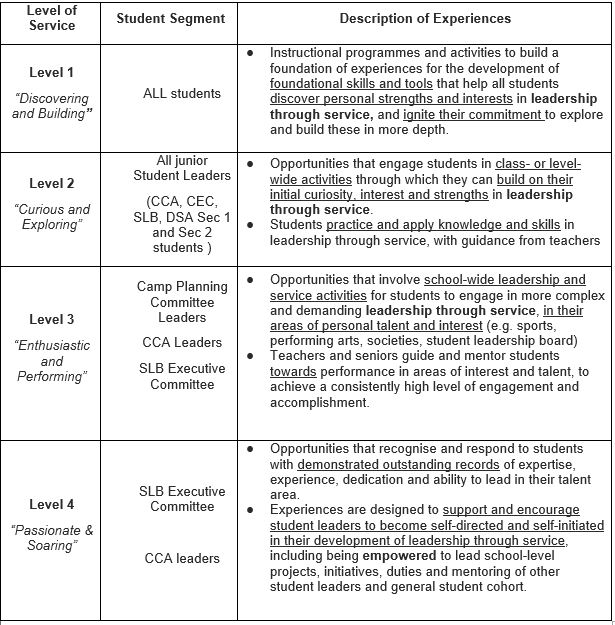 Level of Service
Student Segment
Description of Experiences
Level 1
“Discovering
and Building”
ALL students
● Instructional programmes and activities to build a
foundation of experiences for the development of
foundational skills and tools that help all students
discover personal strengths and interests in leadership
through service, and ignite their commitment to explore
and build these in more depth.
Level 2
“Curious and
Exploring”
All junior
Student Leaders
(CCA, CEC,
SLB, DSA Sec 1
and Sec 2
students )
● Opportunities that engage students in class- or level-
wide activities through which they can build on their
initial curiosity, interest and strengths in leadership
through service.
● Students practice and apply knowledge and skills in
leadership through service, with guidance from teachers
Level 3
“Enthusiastic
and
Performing”
Camp Planning
Committee
Leaders
CCA Leaders
SLB Executive
Committee
● Opportunities that involve school-wide leadership and
service activities for students to engage in more complex
and demanding leadership through service, in their
areas of personal talent and interest (e.g. sports,
performing arts, societies, student leadership board)
● Teachers and seniors guide and mentor students
towards performance in areas of interest and talent, to
achieve a consistently high level of engagement and
accomplishment.
Level 4
“Passionate &
Soaring”
SLB Executive
Committee
CCA leaders
● Opportunities that recognise and respond to students
with demonstrated outstanding records of expertise,
experience, dedication and ability to lead in their talent
area.
● Experiences are designed to support and encourage
student leaders to become self-directed and self-initiated
in their development of leadership through service,
including being empowered to lead school-level
projects, initiatives, duties and mentoring of other
student leaders and general student cohort.